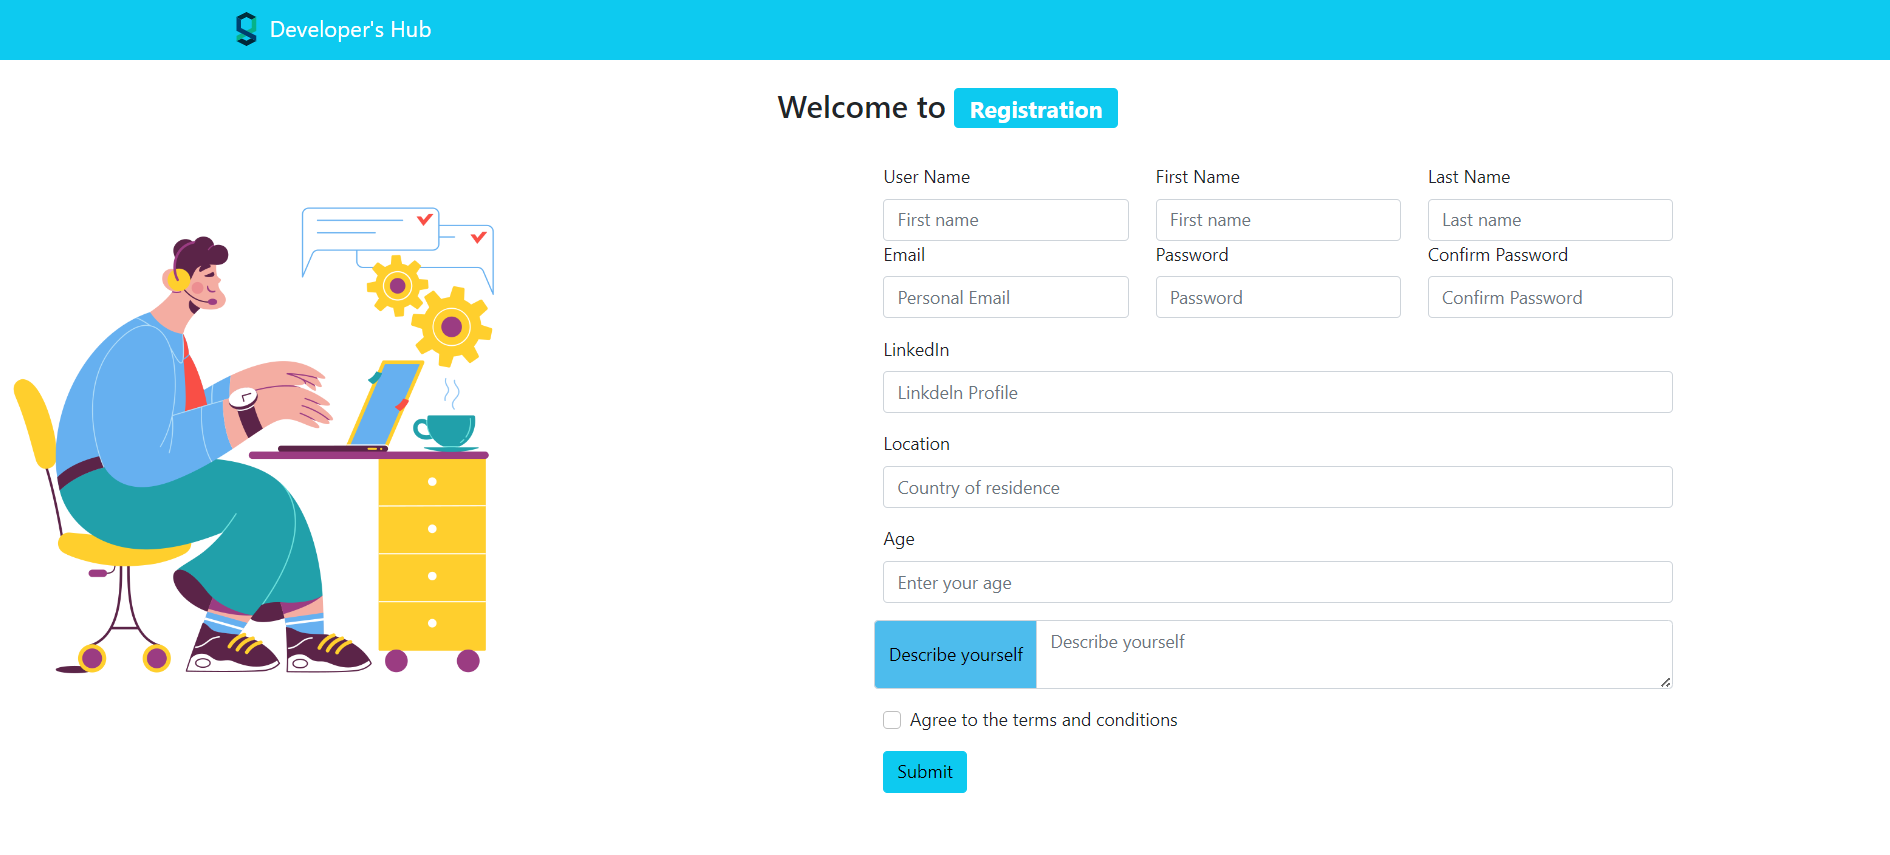 Developer's Hub
Welcome to Registration
User Name First Name Last Name
First name First name Last name
Email Password Confirm Password
Personal Email Password Confirm Password
LinkedIn
Linkdeln Profile
Location
Country of residence
Age
Enter your age
Describe yourself Describe yourself
Agree to the terms and conditions
Submit